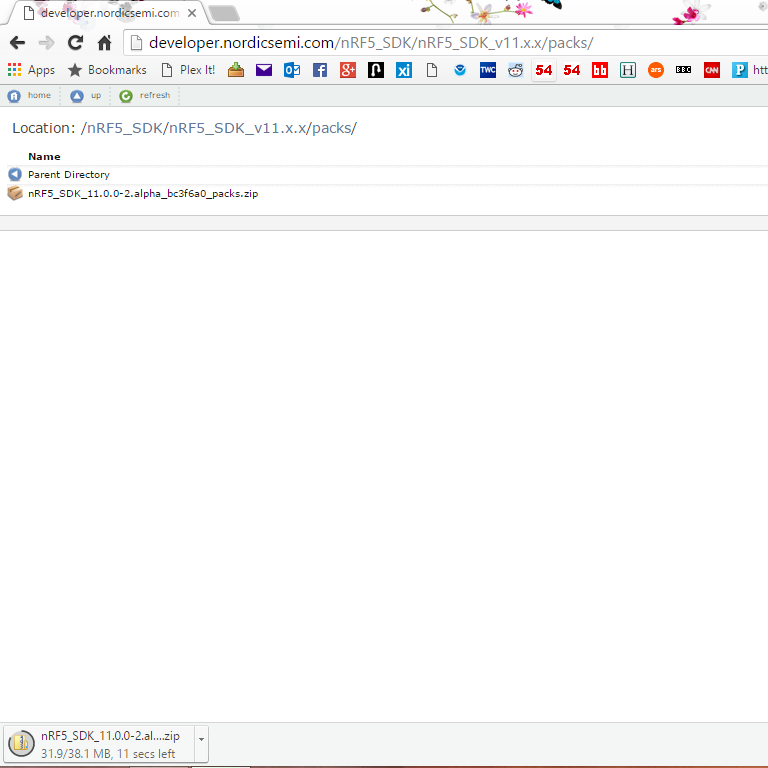 developer.nordicsemi.com
developer.nordicsemi.com/nRF5_SDK/nRF5_SDK_v11.x.x/packs/
Apps Bookmarks Plex It! g+ xi TWC 54 54 bb H ars BBC CNN P htt
home up refresh
Location: /nRF5_SDK/nRF5_SDK_v11.x.x/packs/
Name
Parent Directory
nRF5_SDK_11.0.0-2.alpha_bc3f6a0_packs.zip
nRF5_SDK_11.0.0-2.al....zip
31.9/38.1 MB, 11 secs left